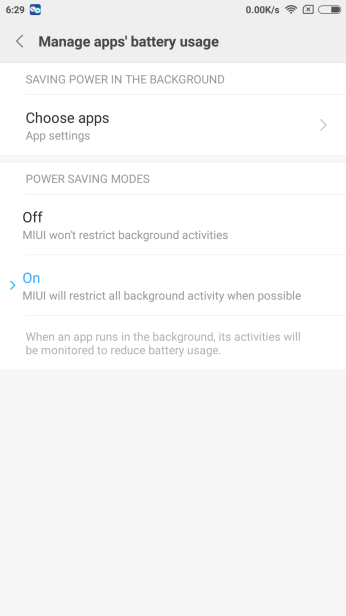 6:29 0.00K/s
Manage apps' battery usage
SAVING POWER IN THE BACKGROUND
Choose apps
App settings
POWER SAVING MODES
Off
MIUI won't restrict background activities
On
MIUI will restrict all background activity when possible
When an app runs in the background, its activities will
be monitored to reduce battery usage.